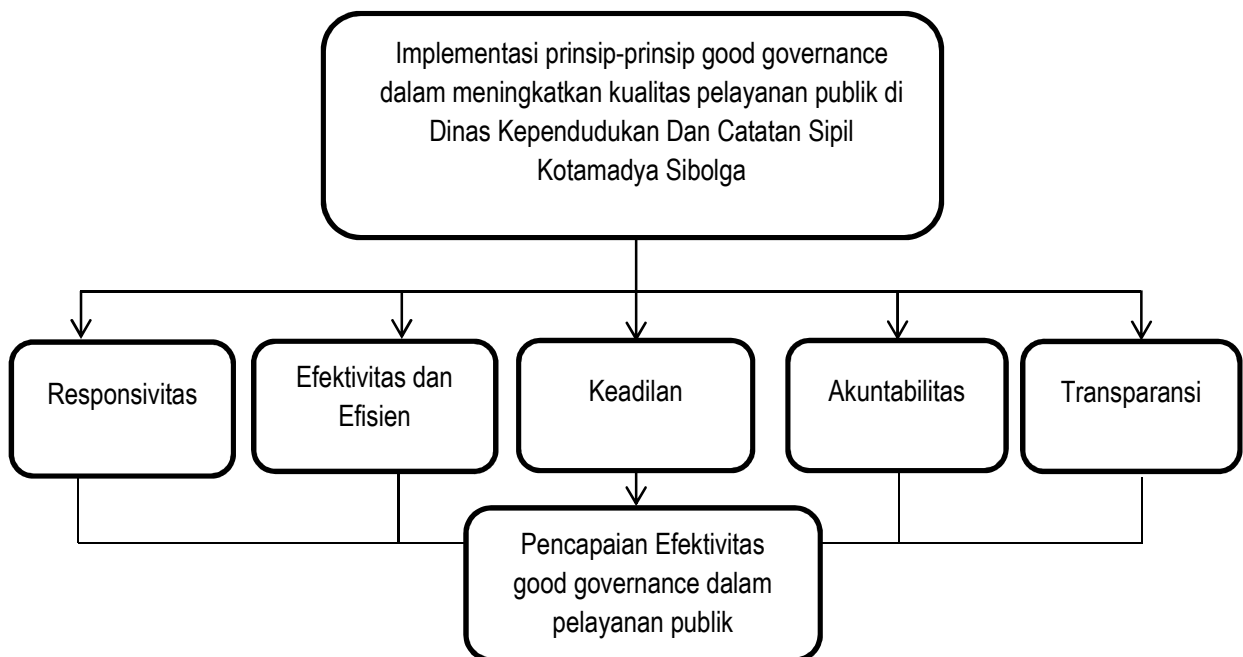 Implementasi prinsip-prinsip good governance
dalam meningkatkan kualitas pelayanan publik di
Dinas Kependudukan Dan Catatan Sipil
Kotamadya Sibolga
Responsivitas
Efektivitas dan
Efisien
Keadilan
Akuntabilitas
Transparansi
Pencapaian Efektivitas
good governance dalam
pelayanan publik